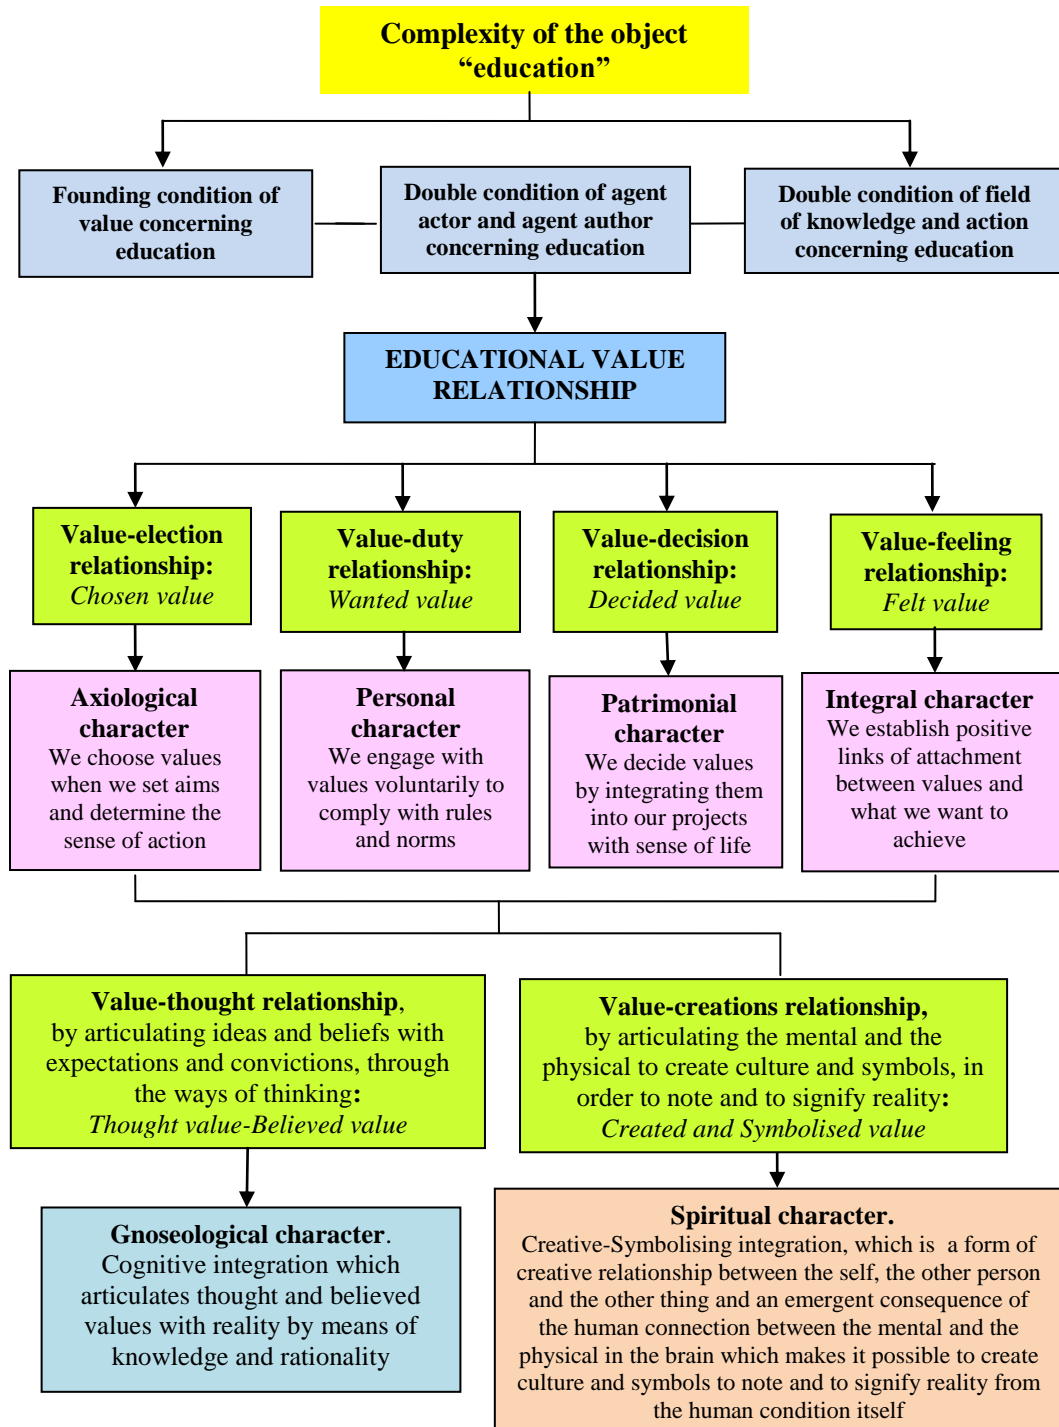 Complexity of the object
“education”
Founding condition of
value concerning
education
Double condition of agent
actor and agent author
concerning education
Double condition of field
of knowledge and action
concerning education
EDUCATIONAL VALUE
RELATIONSHIP
Value-election
relationship:
Chosen value
Value-duty
relationship:
Wanted value
Value-decision
relationship:
Decided value
Value-feeling
relationship:
Felt value
Axiological
character
We choose values
when we set aims
and determine the
sense of action
Personal
character
We engage with
values voluntarily to
comply with rules
and norms
Patrimonial
character
We decide values
by integrating them
into our projects
with sense of life
Integral character
We establish positive
links of attachment
between values and
what we want to
achieve
Value-thought relationship,
by articulating ideas and beliefs with
expectations and convictions, through
the ways of thinking:
Thought value-Believed value
Value-creations relationship,
by articulating the mental and the
physical to create culture and symbols, in
order to note and to signify reality:
Created and Symbolised value
Gnoseological character.
Cognitive integration which
articulates thought and believed
values with reality by means of
knowledge and rationality
Spiritual character.
Creative-Symbolising integration, which is  a form of
creative relationship between the self, the other person
and the other thing and an emergent consequence of
the human connection between the mental and the
physical in the brain which makes it possible to create
culture and symbols to note and to signify reality from
the human condition itself